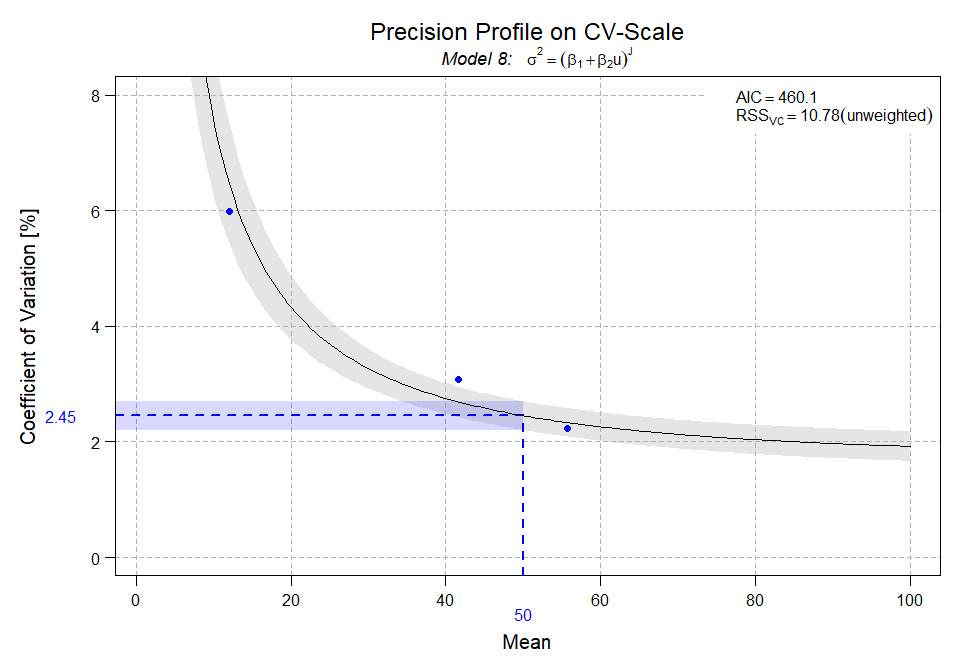 Precision Profile on CV-Scale
Model 8: σ² = (β₁ + β₂u)ᴶ
AIC = 460.1
RSS_VC = 10.78(unweighted)
Coefficient of Variation [%]
8
6
4
2.45
2
0
0 20 40 60 80 100
50
Mean